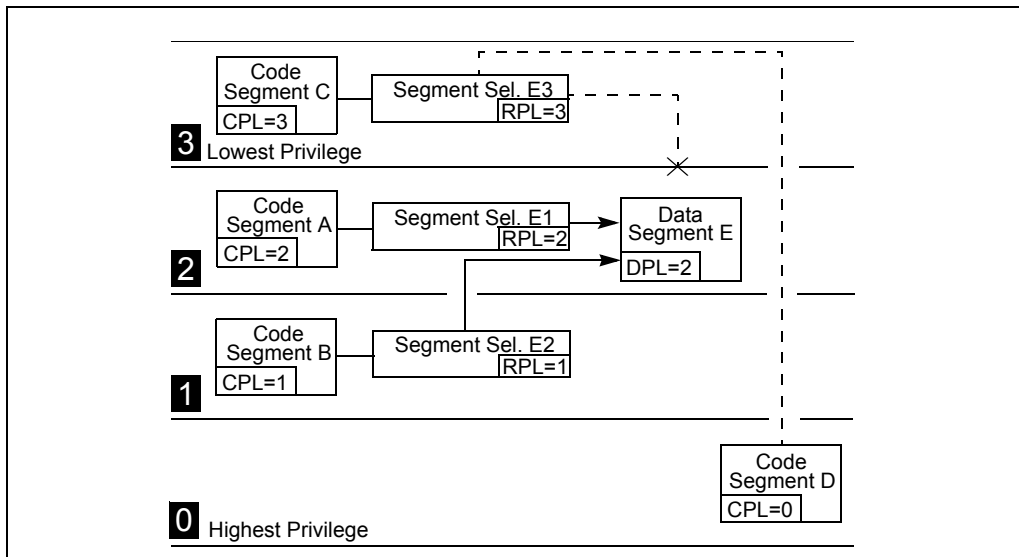 Code
Segment C
CPL=3
Segment Sel. E3
RPL=3
3
Lowest Privilege
Code
Segment A
CPL=2
Segment Sel. E1
RPL=2
Data
Segment E
DPL=2
2
Code
Segment B
CPL=1
Segment Sel. E2
RPL=1
1
Code
Segment D
CPL=0
0
Highest Privilege